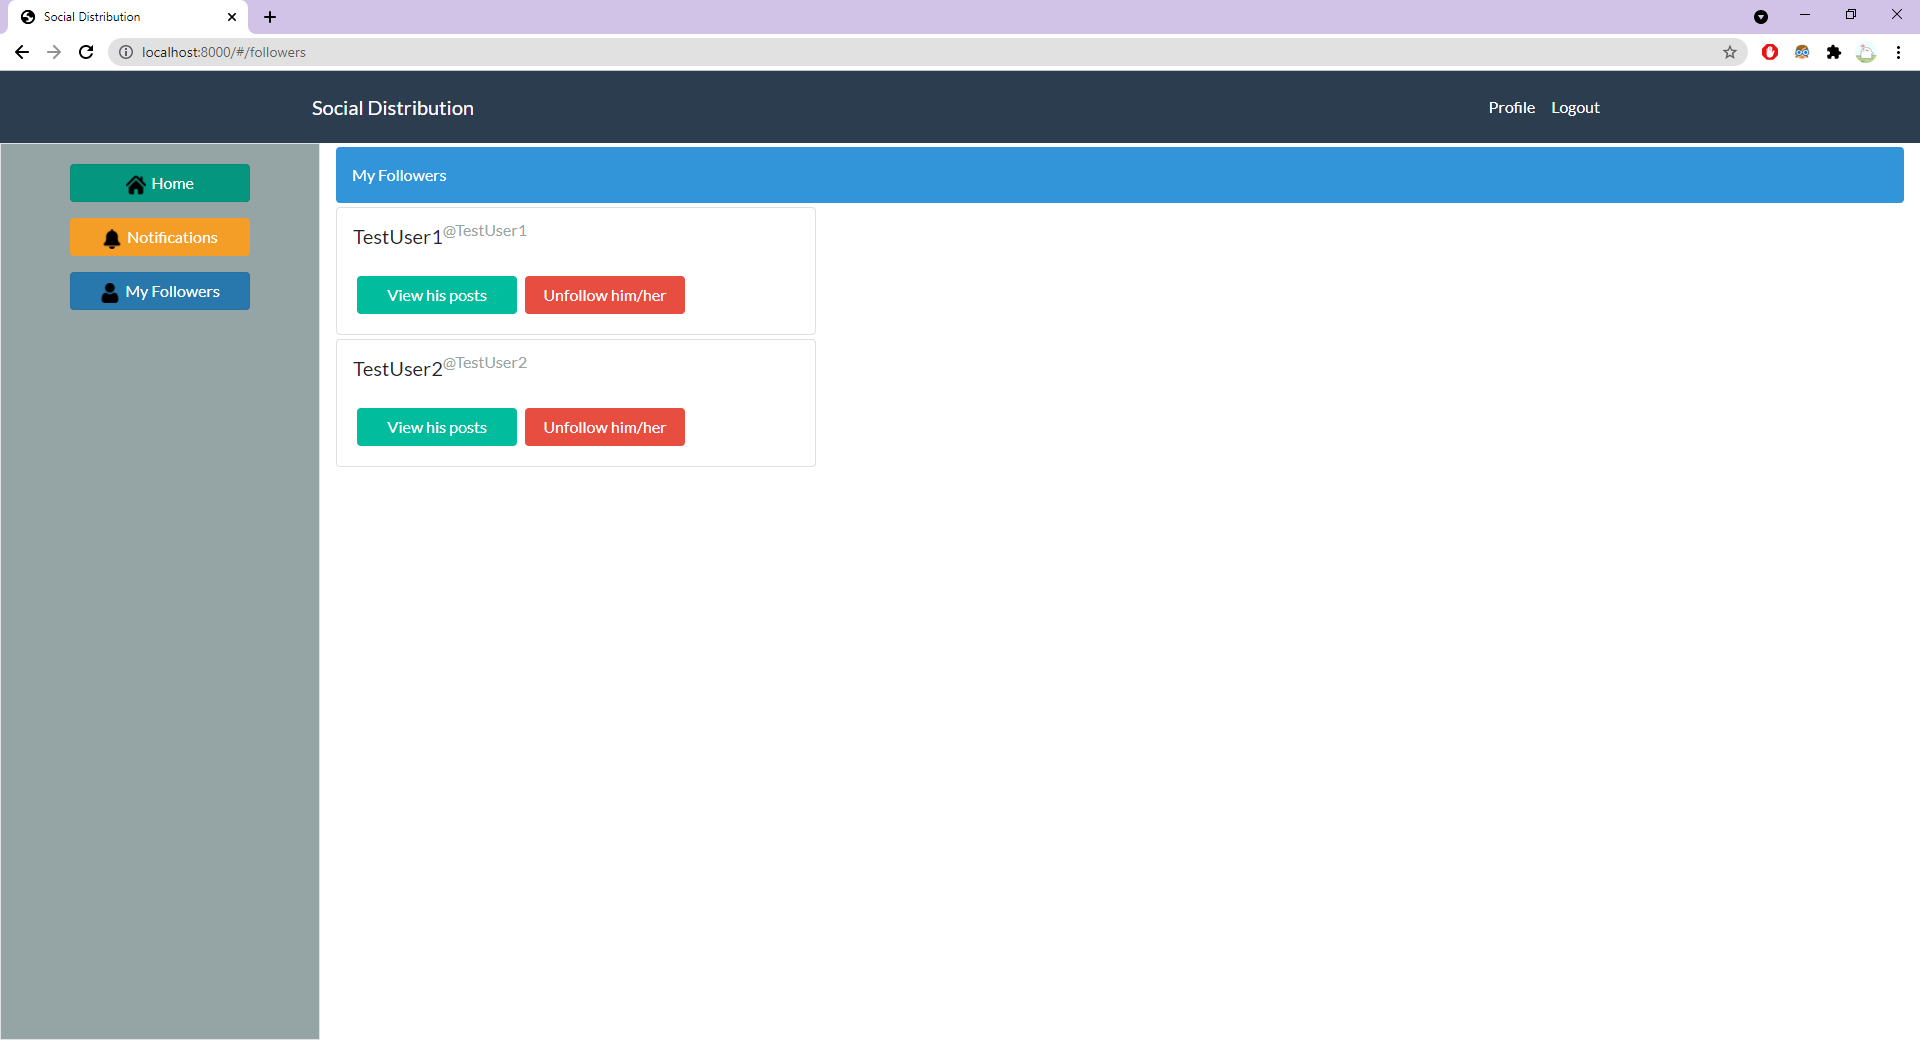 Social Distribution
localhost:8000/#/followers
Social Distribution
Profile Logout
Home
Notifications
My Followers
My Followers
TestUser1@TestUser1
View his posts Unfollow him/her
TestUser2@TestUser2
View his posts Unfollow him/her